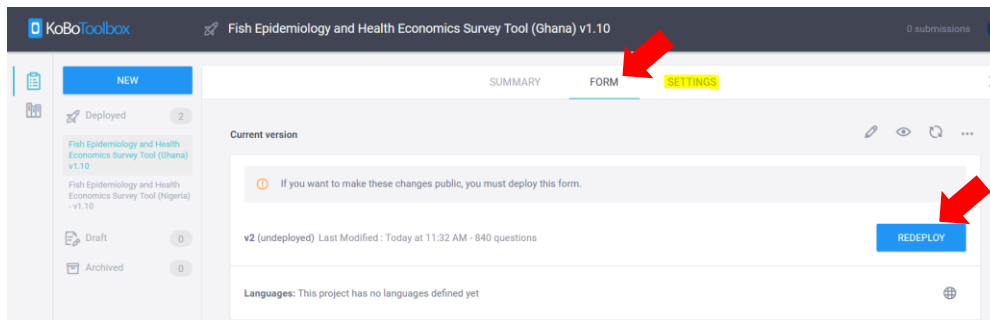 KoBoToolbox
Fish Epidemiology and Health Economics Survey Tool (Ghana) v1.10
0 submissions
NEW
SUMMARY
FORM
SETTINGS
Deployed
2
Fish Epidemiology and Health
Economics Survey Tool (Ghana)
v1.10
Fish Epidemiology and Health
Economics Survey Tool (Nigeria)
- v1.10
Draft
0
Archived
0
Current version
If you want to make these changes public, you must deploy this form.
v2 (undeployed) Last Modified : Today at 11:32 AM - 840 questions
REDEPLOY
Languages: This project has no languages defined yet